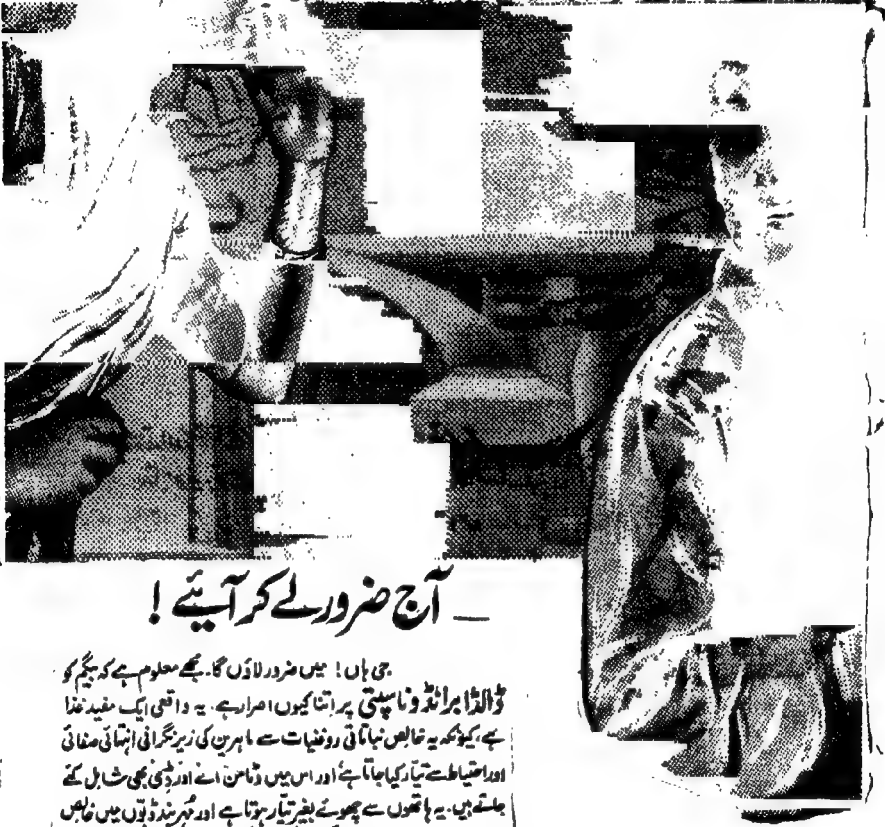 — آج ضرور لے کر آیئے !
جی ہاں! میں ضرور لاؤں گا۔ مجھے معلوم ہے کہ بیگم کو
ڈالڈا برانڈ وناسپتی پر اتنا کیوں اصرار ہے۔ یہ واقعی ایک مفید غذا
ہے، کیونکہ یہ خالص نباتاتی روغنیات سے ماہرین کی زیر نگرانی انتہائی صفائی
اور احتیاط سے تیار کیا جاتا ہے اور اس میں وٹامن اے اور ڈی بھی شامل کئے
جاتے ہیں۔ یہ ہاتھوں سے چھوئے بغیر تیار ہوتا ہے اور مہر بند ڈبوں میں خالص